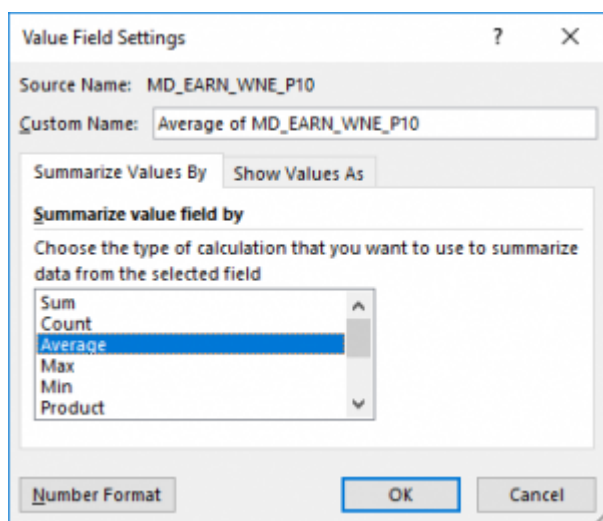 Value Field Settings ? ×
Source Name: MD_EARN_WNE_P10
Custom Name: Average of MD_EARN_WNE_P10
Summarize Values By Show Values As
Summarize value field by
Choose the type of calculation that you want to use to summarize
data from the selected field
Sum
Count
Average
Max
Min
Product
Number Format OK Cancel